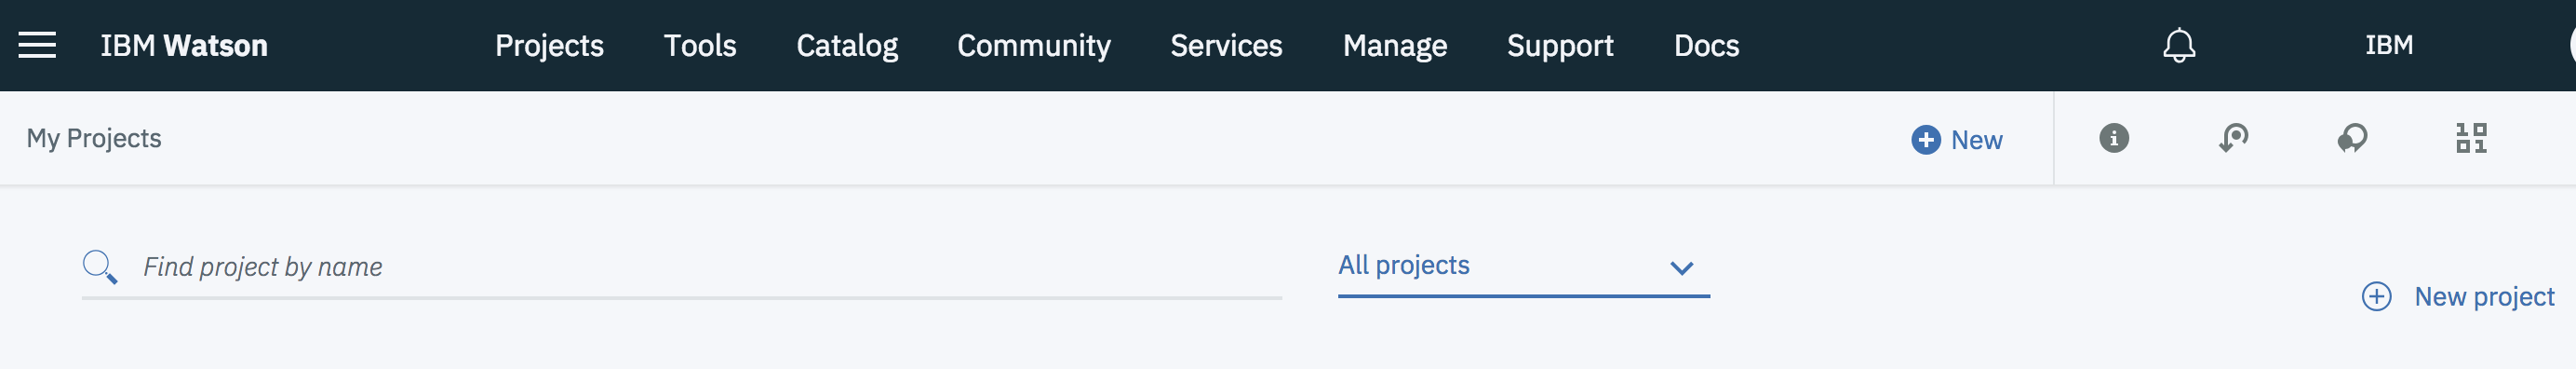 IBM Watson Projects Tools Catalog Community Services Manage Support Docs IBM
My Projects New
Find project by name All projects
New project